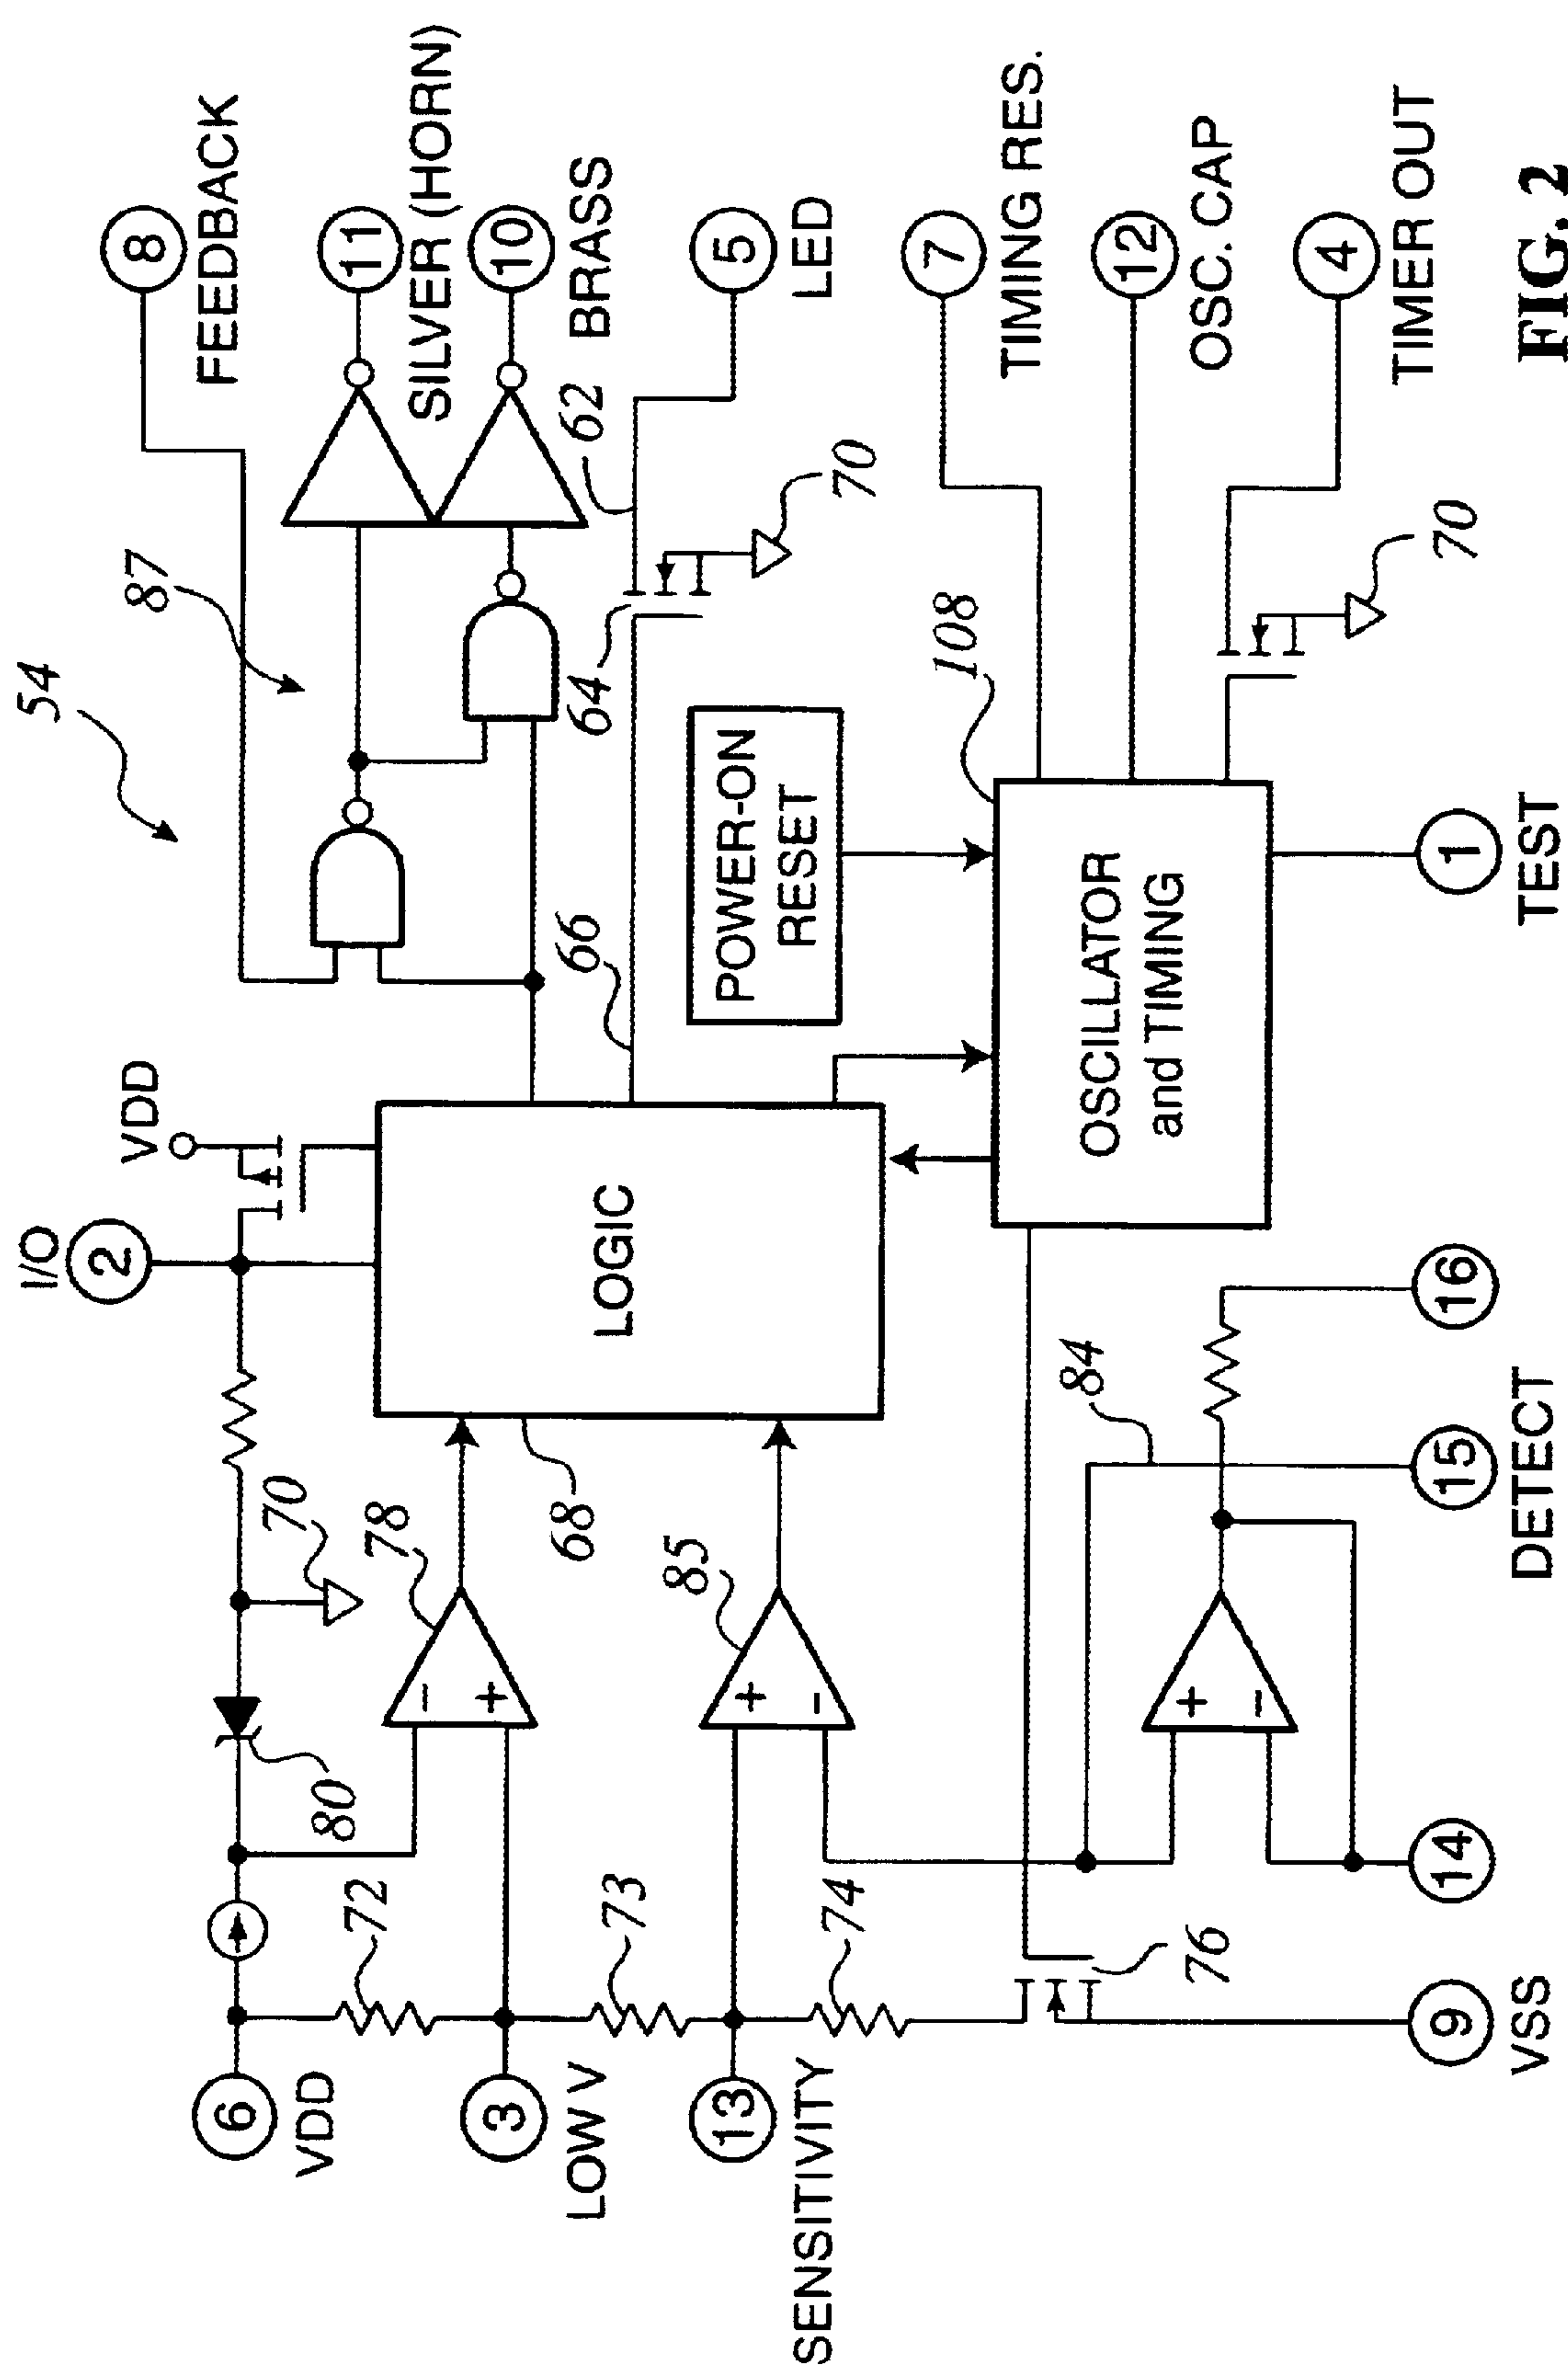 54
87
8
FEEDBACK
I/O
2
VDD
11
SILVER (HORN)
10
BRASS
62
6
VDD
80
70
72
78
–
+
64
70
5
LED
66
3
LOW V
68
LOGIC
73
85
+
–
POWER-ON
RESET
108
7
TIMING RES.
13
SENSITIVITY
74
84
OSCILLATOR
and TIMING
12
OSC. CAP
76
+
–
70
4
TIMER OUT
9
VSS
14
15
16
DETECT
1
TEST
FIG. 2